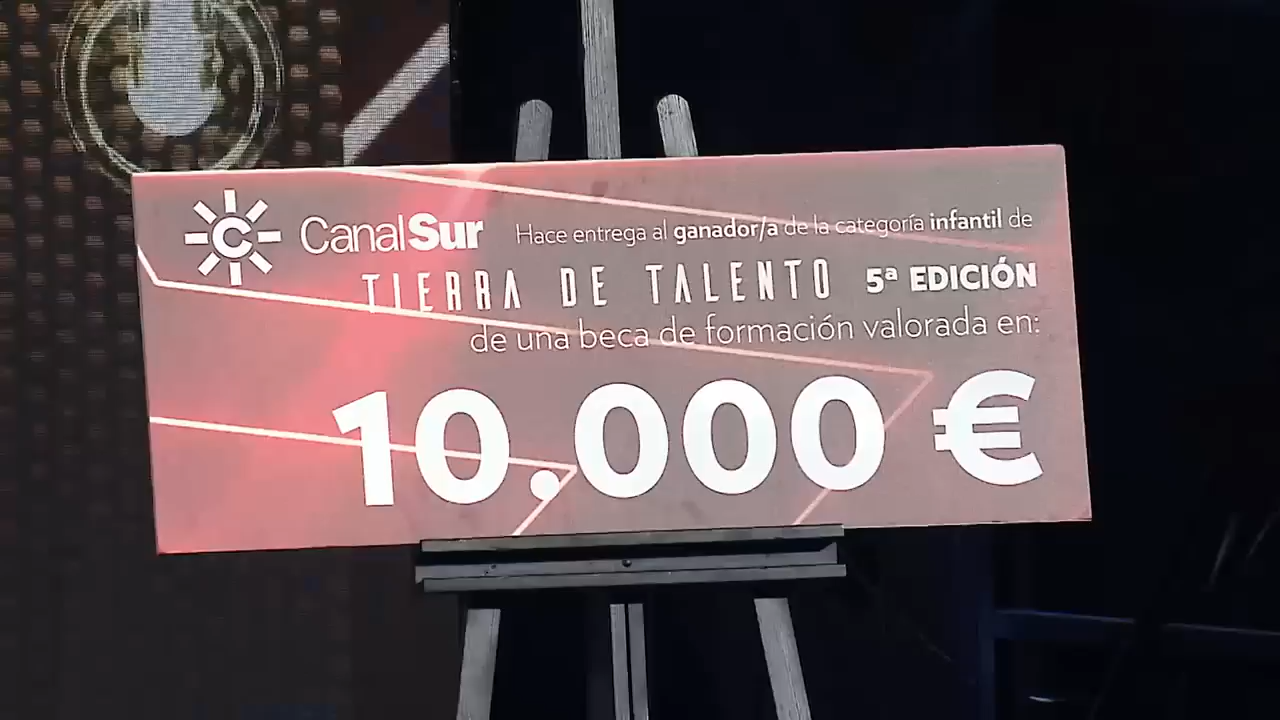 CanalSur Hace entrega al ganador/a de la categoría infantil de
TIERRA DE TALENTO 5ª EDICIÓN
de una beca de formación valorada en:
10.000 €